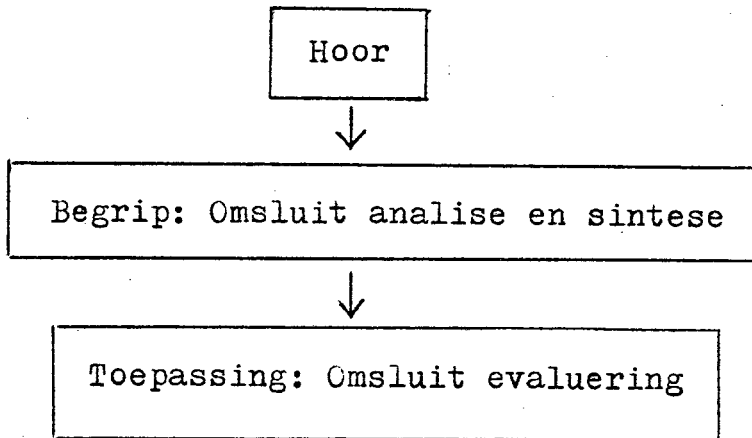 Hoor
Begrip: Omsluit analise en sintese
Toepassing: Omsluit evaluering